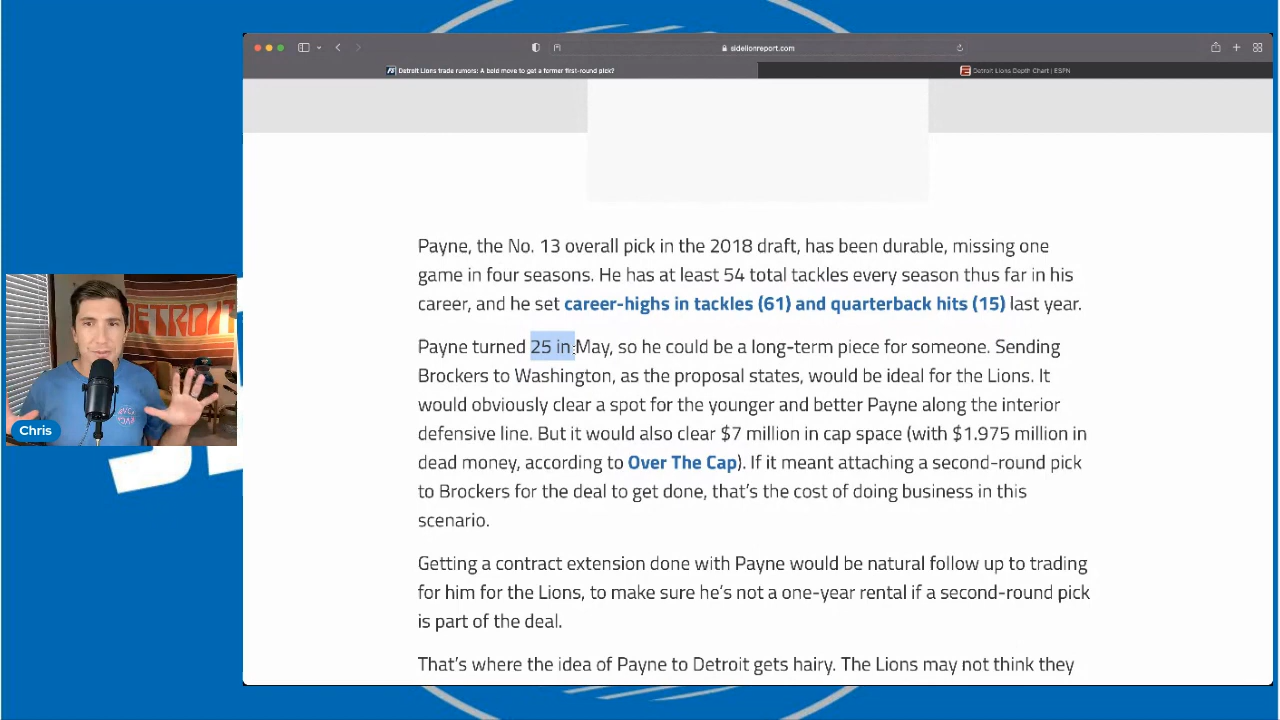 sidelionreport.com
Detroit Lions trade rumors: A bold move to get a former first-round pick?
Detroit Lions Depth Chart | ESPN
Payne, the No. 13 overall pick in the 2018 draft, has been durable, missing one
game in four seasons. He has at least 54 total tackles every season thus far in his
career, and he set career-highs in tackles (61) and quarterback hits (15) last year.
Payne turned 25 in May, so he could be a long-term piece for someone. Sending
Brockers to Washington, as the proposal states, would be ideal for the Lions. It
would obviously clear a spot for the younger and better Payne along the interior
defensive line. But it would also clear $7 million in cap space (with $1.975 million in
dead money, according to Over The Cap). If it meant attaching a second-round pick
to Brockers for the deal to get done, that's the cost of doing business in this
scenario.
Getting a contract extension done with Payne would be natural follow up to trading
for him for the Lions, to make sure he's not a one-year rental if a second-round pick
is part of the deal.
That's where the idea of Payne to Detroit gets hairy. The Lions may not think they
DETROIT
Chris